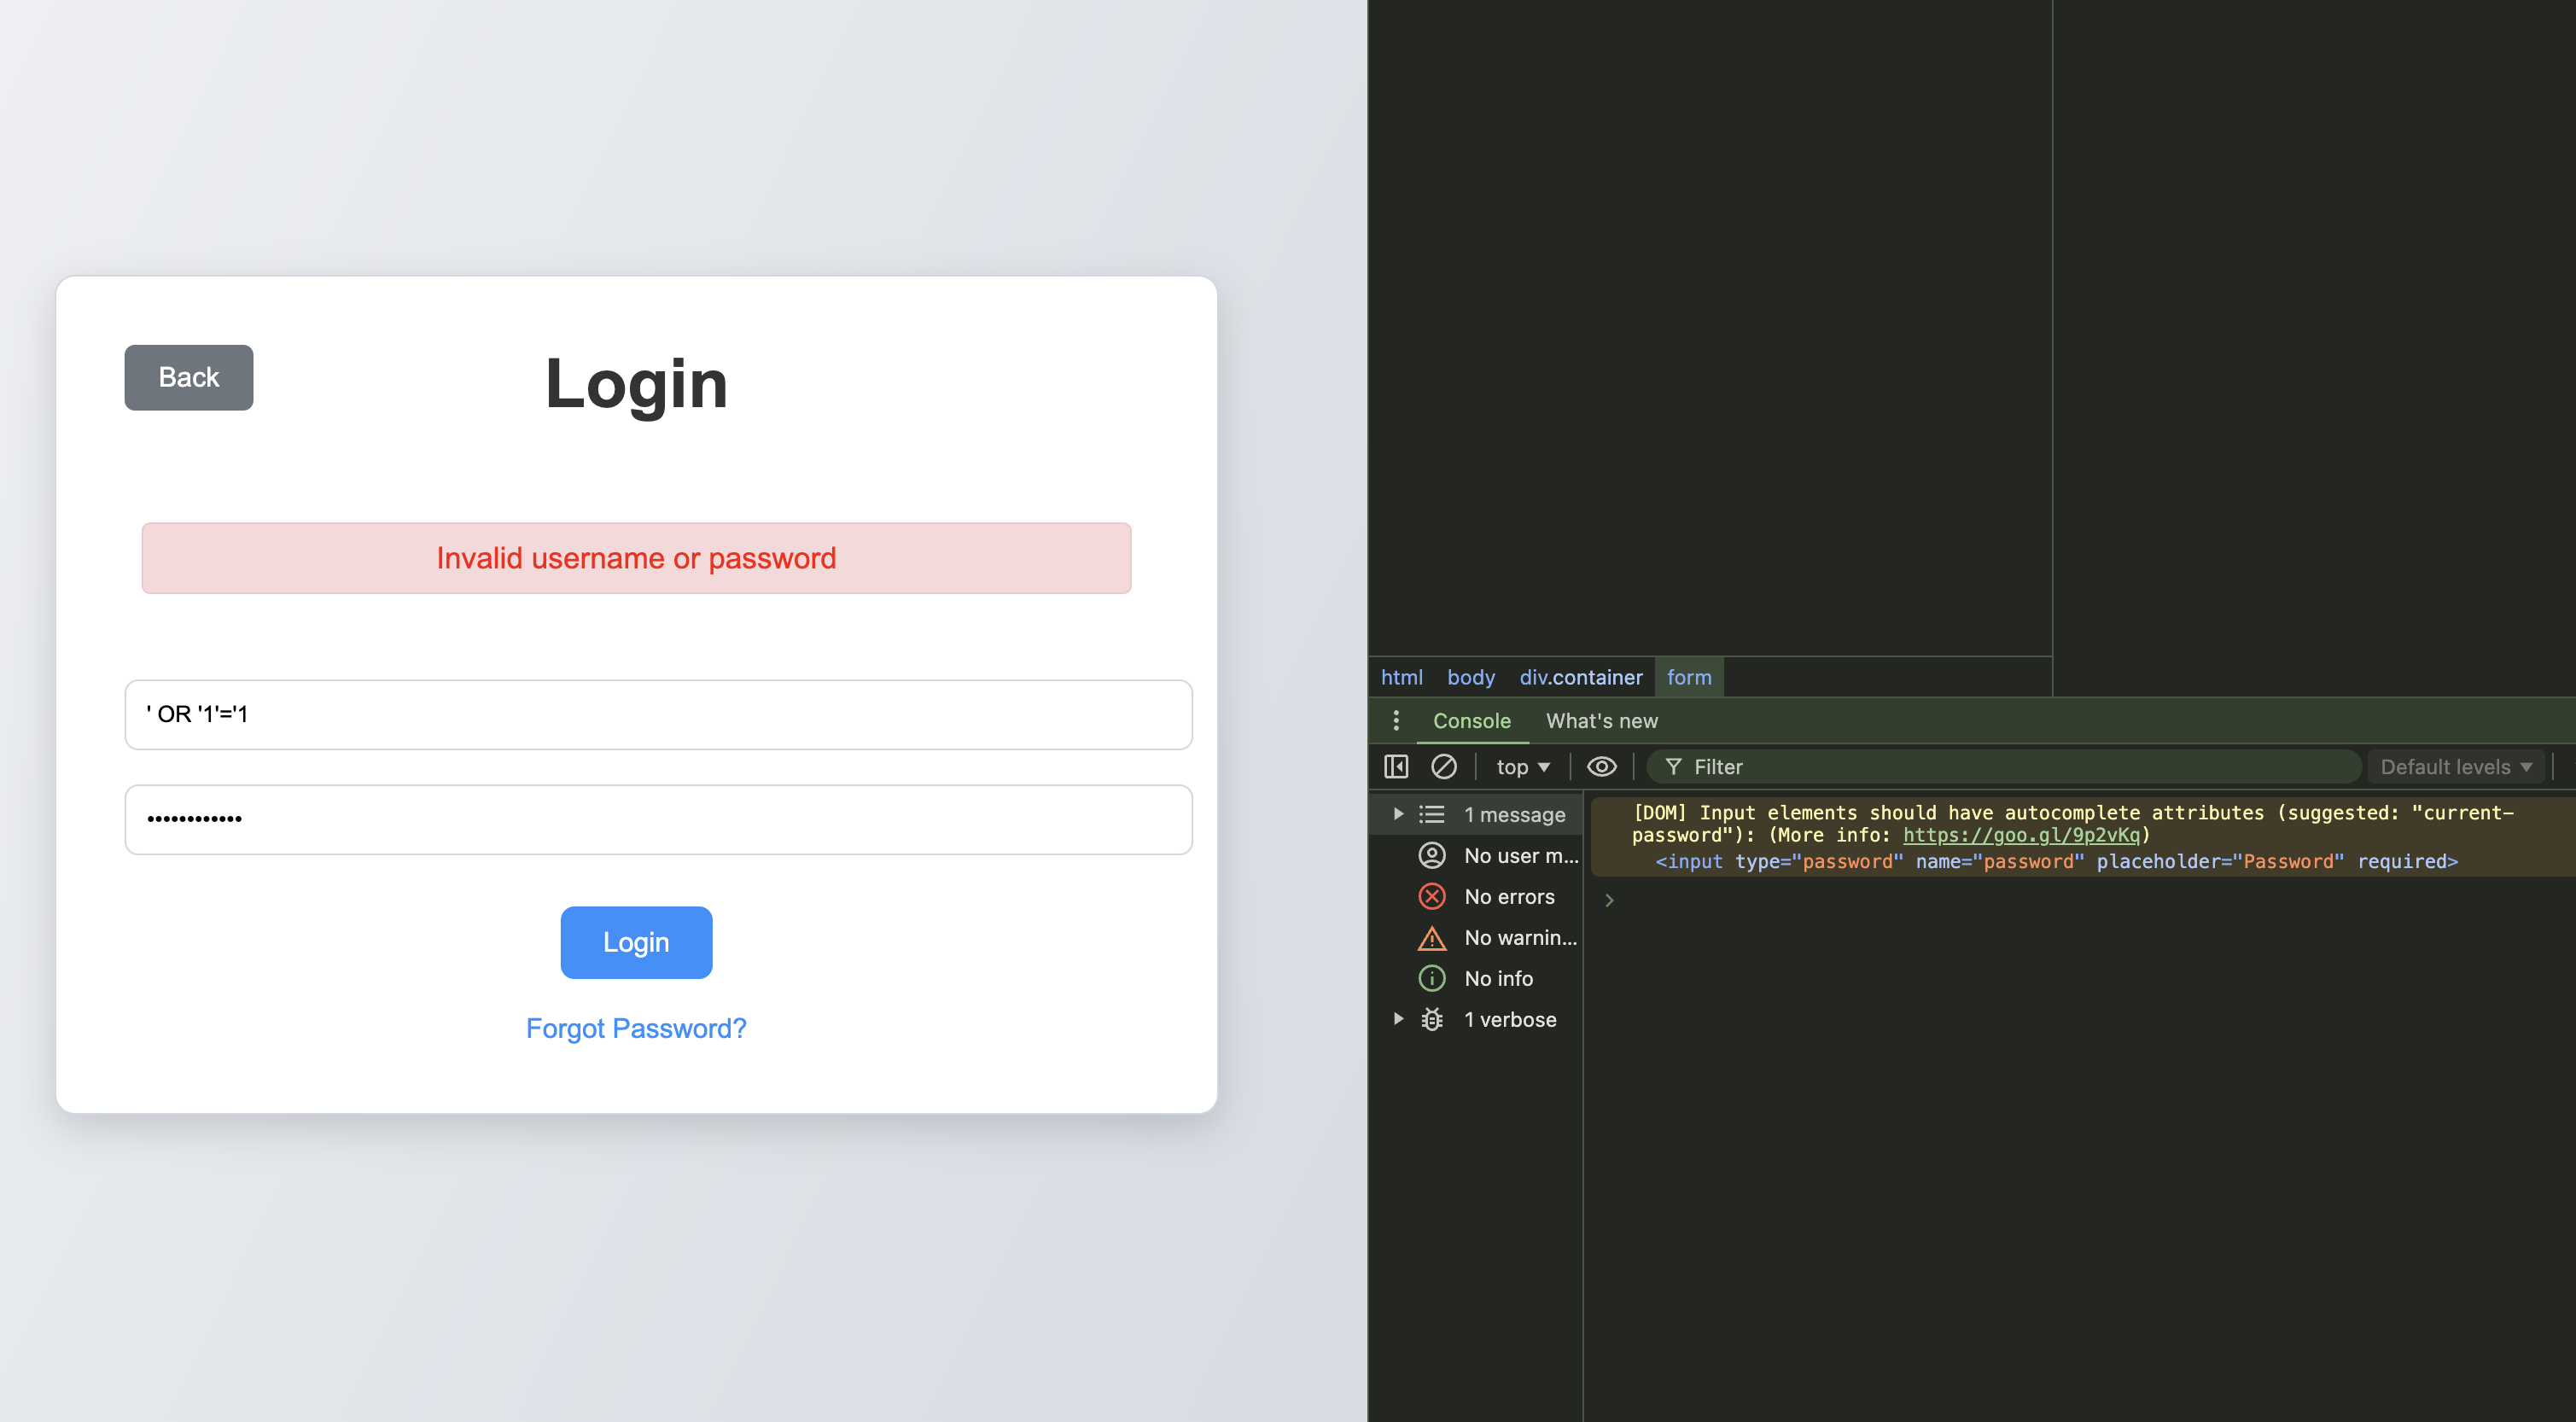 Back
Login
Invalid username or password
' OR '1'='1
••••••••••••
Login
Forgot Password?
html body div.container form
Console What's new
top Filter Default levels
1 message
No user m...
No errors
No warnin...
No info
1 verbose
[DOM] Input elements should have autocomplete attributes (suggested: "current-
password"): (More info: https://goo.gl/9p2vKq)
<input type="password" name="password" placeholder="Password" required>